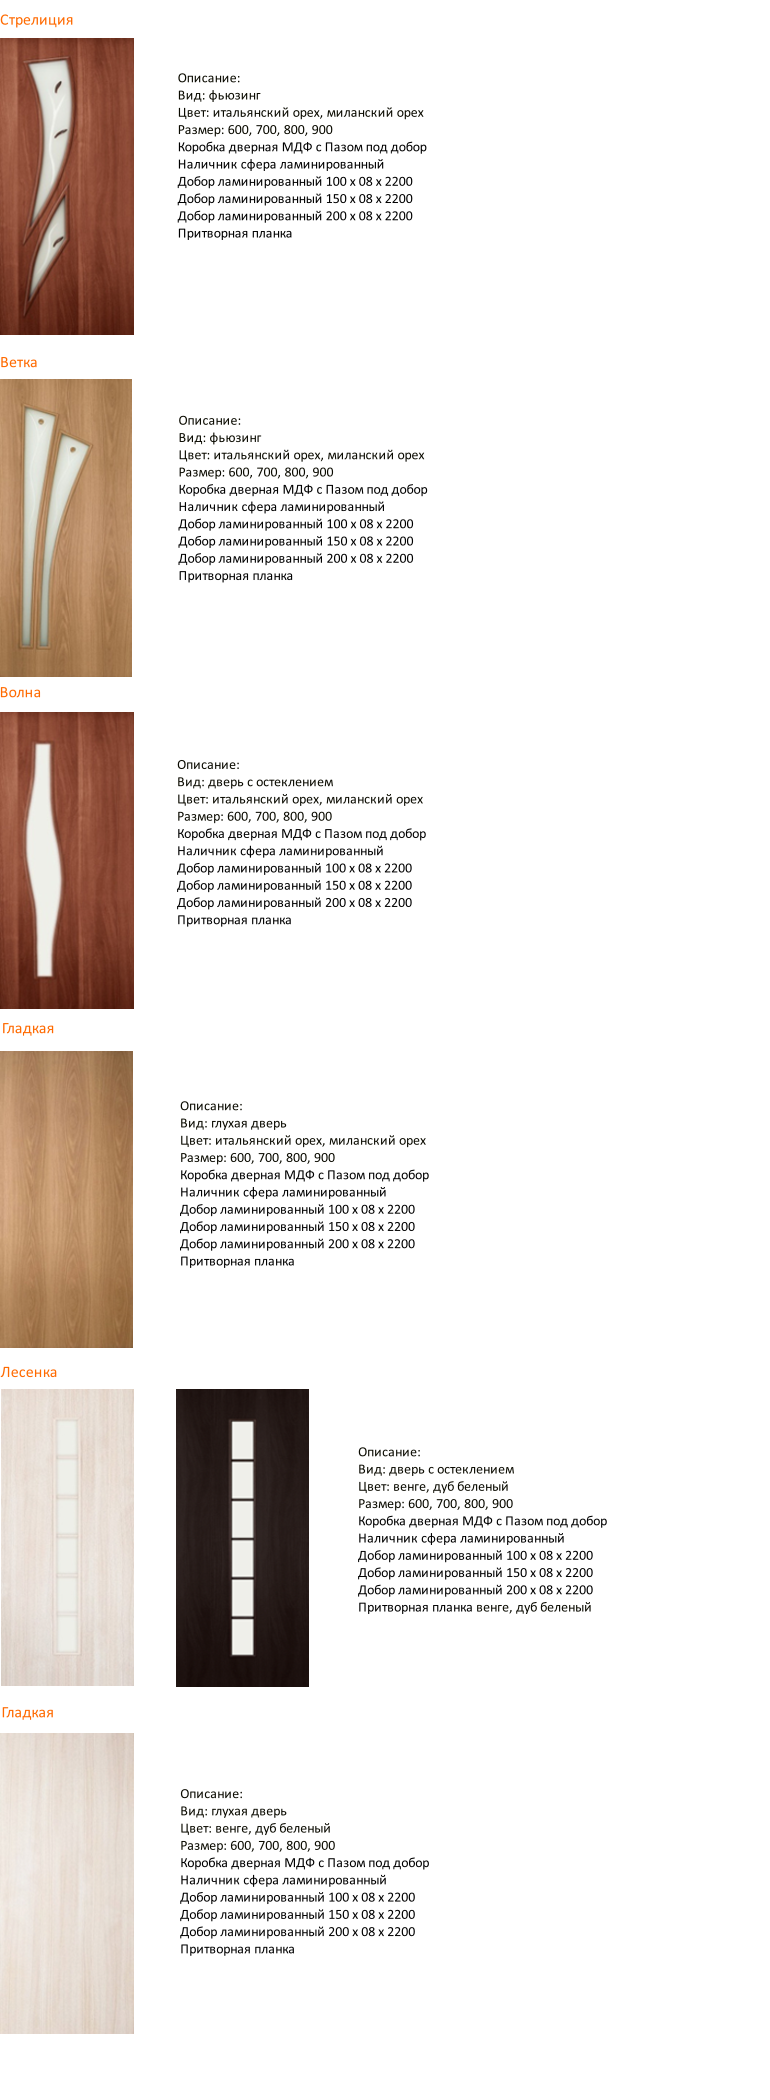 Стрелиция
Описание:
Вид: фьюзинг
Цвет: итальянский орех, миланский орех
Размер: 600, 700, 800, 900
Коробка дверная МДФ с Пазом под добор
Наличник сфера ламинированный
Добор ламинированный 100 х 08 х 2200
Добор ламинированный 150 х 08 х 2200
Добор ламинированный 200 х 08 х 2200
Притворная планка
Ветка
Описание:
Вид: фьюзинг
Цвет: итальянский орех, миланский орех
Размер: 600, 700, 800, 900
Коробка дверная МДФ с Пазом под добор
Наличник сфера ламинированный
Добор ламинированный 100 х 08 х 2200
Добор ламинированный 150 х 08 х 2200
Добор ламинированный 200 х 08 х 2200
Притворная планка
Волна
Описание:
Вид: дверь с остеклением
Цвет: итальянский орех, миланский орех
Размер: 600, 700, 800, 900
Коробка дверная МДФ с Пазом под добор
Наличник сфера ламинированный
Добор ламинированный 100 х 08 х 2200
Добор ламинированный 150 х 08 х 2200
Добор ламинированный 200 х 08 х 2200
Притворная планка
Гладкая
Описание:
Вид: глухая дверь
Цвет: итальянский орех, миланский орех
Размер: 600, 700, 800, 900
Коробка дверная МДФ с Пазом под добор
Наличник сфера ламинированный
Добор ламинированный 100 х 08 х 2200
Добор ламинированный 150 х 08 х 2200
Добор ламинированный 200 х 08 х 2200
Притворная планка
Лесенка
Описание:
Вид: дверь с остеклением
Цвет: венге, дуб беленый
Размер: 600, 700, 800, 900
Коробка дверная МДФ с Пазом под добор
Наличник сфера ламинированный
Добор ламинированный 100 х 08 х 2200
Добор ламинированный 150 х 08 х 2200
Добор ламинированный 200 х 08 х 2200
Притворная планка венге, дуб беленый
Гладкая
Описание:
Вид: глухая дверь
Цвет: венге, дуб беленый
Размер: 600, 700, 800, 900
Коробка дверная МДФ с Пазом под добор
Наличник сфера ламинированный
Добор ламинированный 100 х 08 х 2200
Добор ламинированный 150 х 08 х 2200
Добор ламинированный 200 х 08 х 2200
Притворная планка